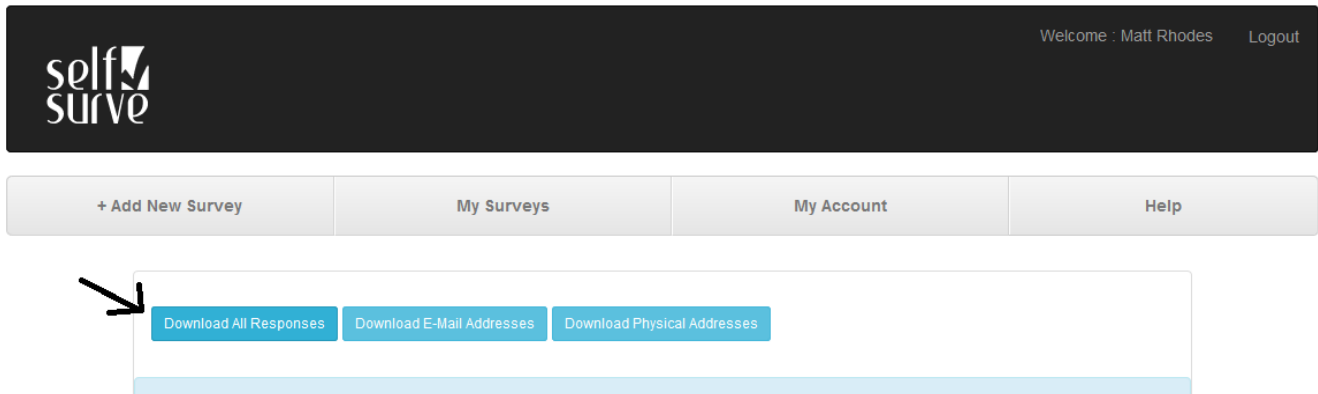 Welcome : Matt Rhodes Logout
self
surve
+ Add New Survey My Surveys My Account Help
Download All Responses Download E-Mail Addresses Download Physical Addresses